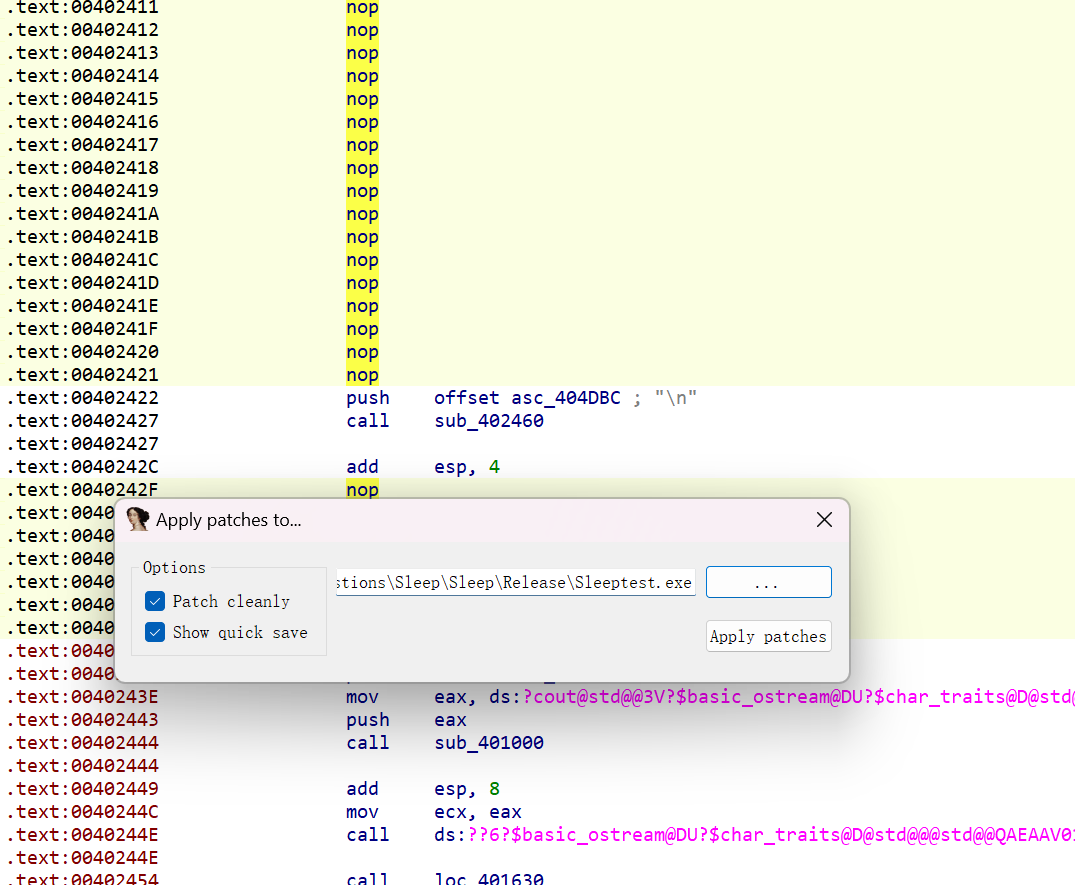 .text:00402411 nop
.text:00402412 nop
.text:00402413 nop
.text:00402414 nop
.text:00402415 nop
.text:00402416 nop
.text:00402417 nop
.text:00402418 nop
.text:00402419 nop
.text:0040241A nop
.text:0040241B nop
.text:0040241C nop
.text:0040241D nop
.text:0040241E nop
.text:0040241F nop
.text:00402420 nop
.text:00402421 nop
.text:00402422 push offset asc_404DBC ; "\n"
.text:00402427 call sub_402460
.text:00402427
.text:0040242C add esp, 4
.text:0040242F nop
.text:0040
Apply patches to...
.text:0040
.text:0040
Options
.text:0040
stions\Sleep\Sleep\Release\Sleeptest.exe
...
Patch cleanly
.text:0040
.text:0040
Show quick save
Apply patches
.text:0040
.text:0040
.text:0040243E mov eax, ds:?cout@std@@3V?$basic_ostream@DU?$char_traits@D@std@
.text:00402443 push eax
.text:00402444 call sub_401000
.text:00402444
.text:00402449 add esp, 8
.text:0040244C mov ecx, eax
.text:0040244E call ds:??6?$basic_ostream@DU?$char_traits@D@std@@@std@@QAEAAV01
.text:0040244E
.text:00402454 call loc_401630